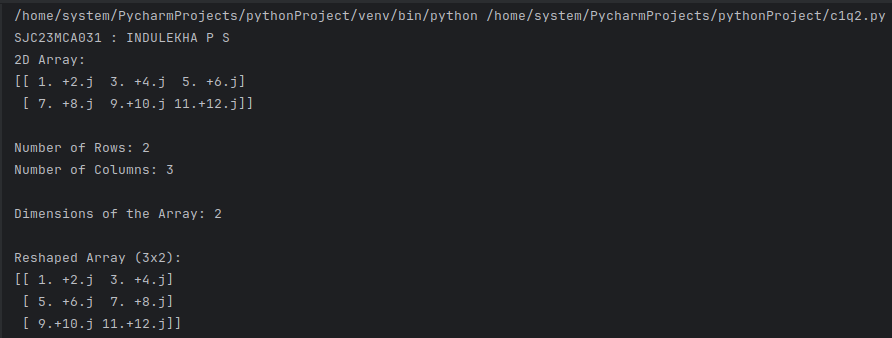 /home/system/PycharmProjects/pythonProject/venv/bin/python /home/system/PycharmProjects/pythonProject/c1q2.py
SJC23MCA031 : INDULEKHA P S
2D Array:
[[ 1. +2.j  3. +4.j  5. +6.j]
 [ 7. +8.j  9.+10.j 11.+12.j]]

Number of Rows: 2
Number of Columns: 3

Dimensions of the Array: 2

Reshaped Array (3x2):
[[ 1. +2.j  3. +4.j]
 [ 5. +6.j  7. +8.j]
 [ 9.+10.j 11.+12.j]]